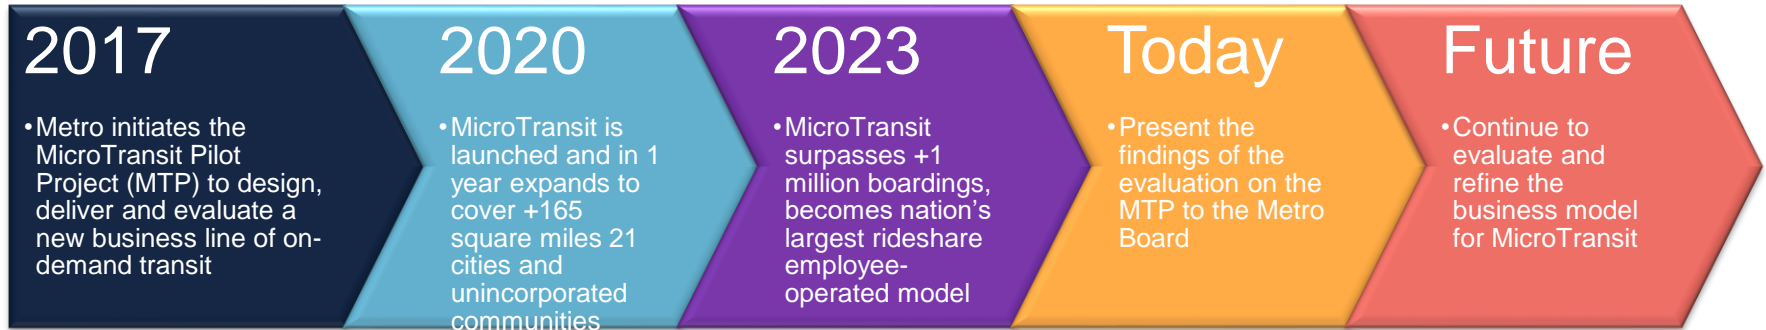 2017
•Metro initiates the
MicroTransit Pilot
Project (MTP) to design,
deliver and evaluate a
new business line of on-
demand transit
2020
•MicroTransit is
launched and in 1
year expands to
cover +165
square miles 21
cities and
unincorporated
communities
2023
•MicroTransit
surpasses +1
million boardings,
becomes nation’s
largest rideshare
employee-
operated model
Today
•Present the
findings of the
evaluation on the
MTP to the Metro
Board
Future
•Continue to
evaluate and
refine the
business model
for MicroTransit